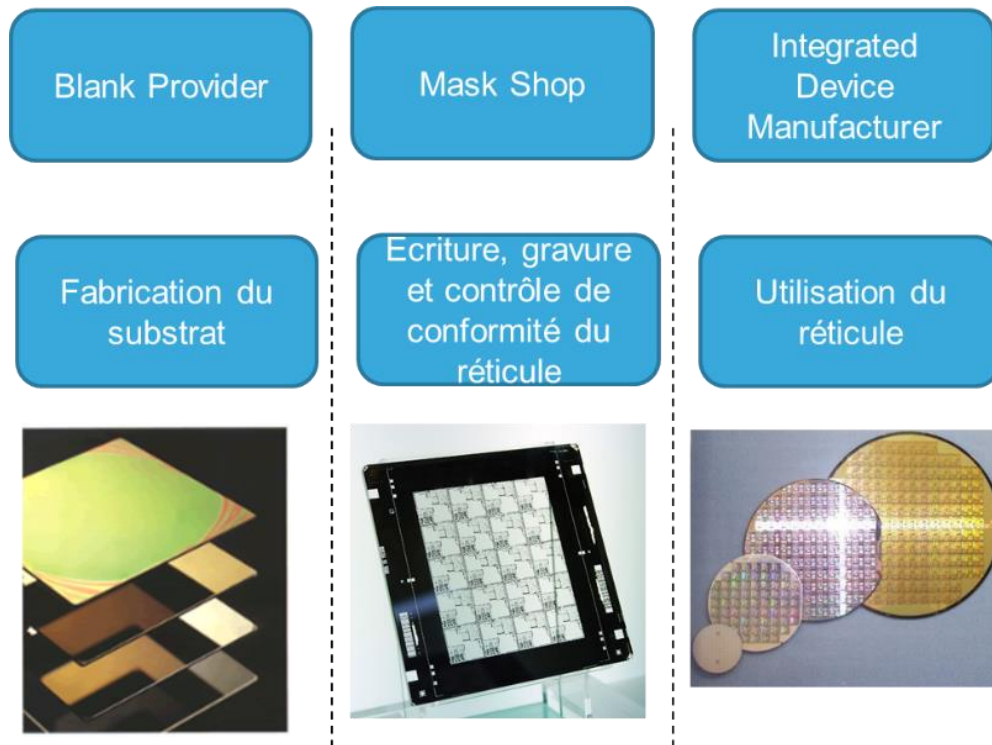 Blank Provider
Mask Shop
Integrated
Device
Manufacturer
Fabrication du
substrat
Ecriture, gravure
et contrôle de
conformité du
réticule
Utilisation du
réticule